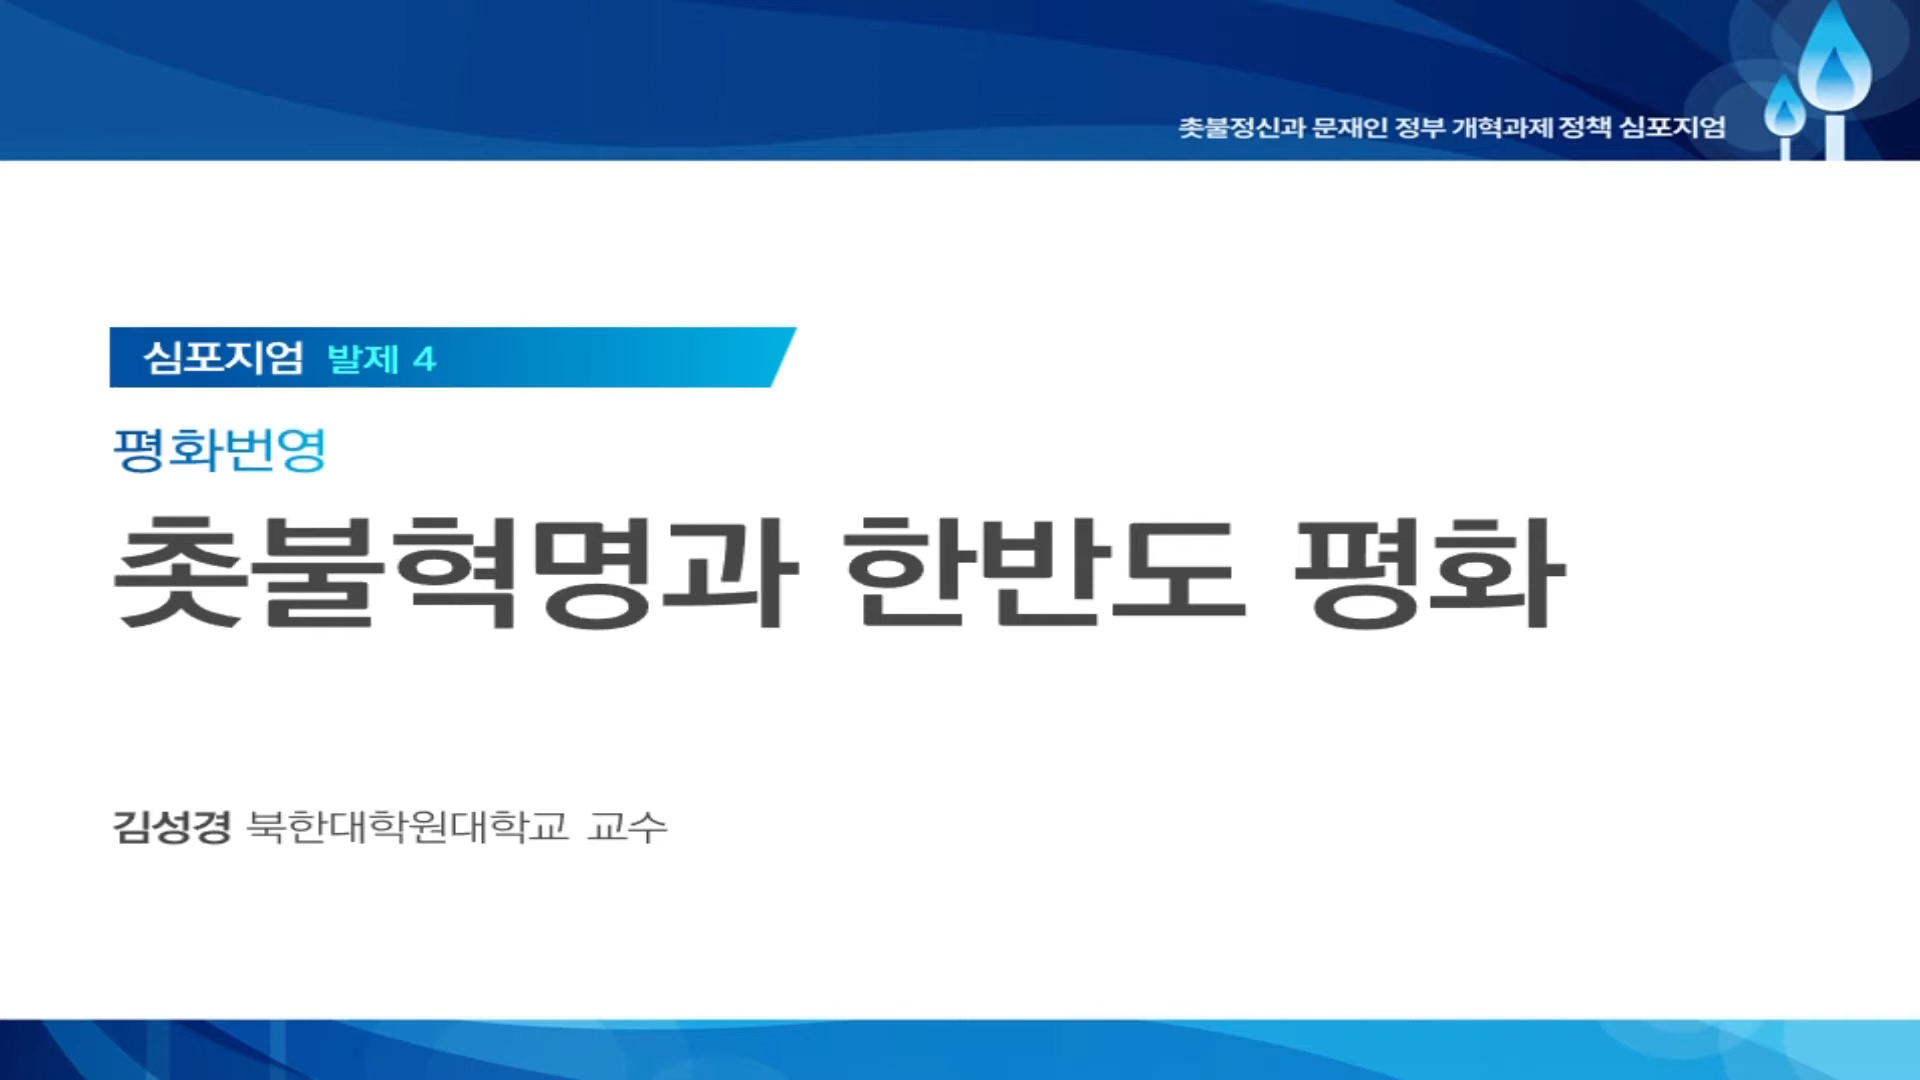 촛불정신과 문재인 정부 개혁과제 정책 심포지엄
심포지엄 발제 4
평화번영
촛불혁명과 한반도 평화
김성경 북한대학원대학교 교수